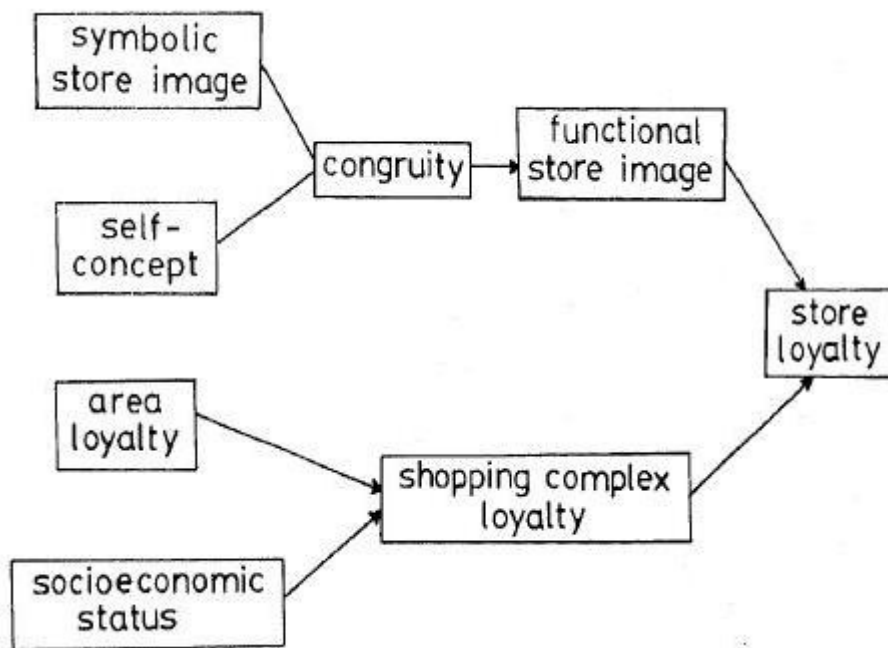 symbolic
store image
congruity
functional
store image
self-
concept
store
loyalty
area
loyalty
shopping complex
loyalty
socioeconomic
status